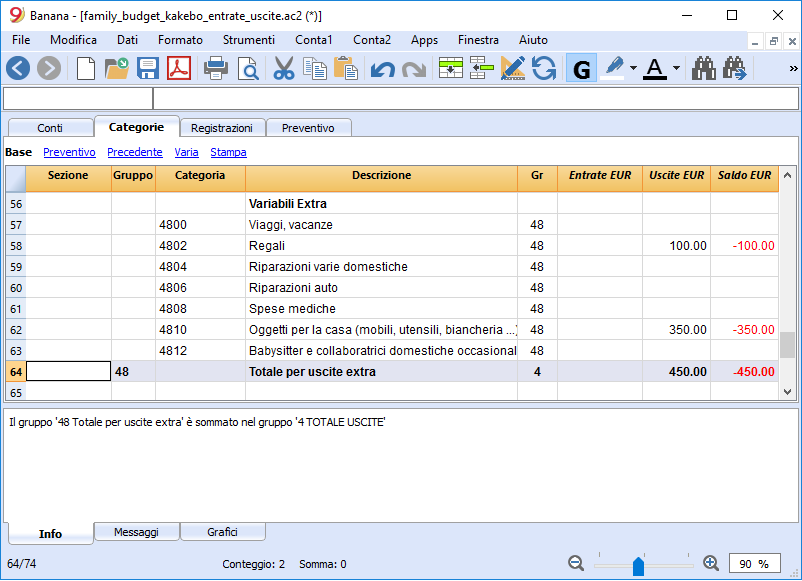 Banana - [family_budget_kakebo_entrate_uscite.ac2 (*)]
File Modifica Dati Formato Strumenti Conta1 Conta2 Apps Finestra Aiuto
G A »
Conti Categorie Registrazioni Preventivo
Base Preventivo Precedente Varia Stampa
Sezione Gruppo Categoria Descrizione Gr Entrate EUR Uscite EUR Saldo EUR
56 Variabili Extra
57 4800 Viaggi, vacanze 48
58 4802 Regali 48 100.00 -100.00
59 4804 Riparazioni varie domestiche 48
60 4806 Riparazioni auto 48
61 4808 Spese mediche 48
62 4810 Oggetti per la casa (mobili, utensili, biancheria ...) 48 350.00 -350.00
63 4812 Babysitter e collaboratrici domestiche occasional 48
64 48 Totale per uscite extra 4 450.00 -450.00
65
Il gruppo '48 Totale per uscite extra' è sommato nel gruppo '4 TOTALE USCITE'
Info Messaggi Grafici
64/74 Conteggio: 2 Somma: 0 90 %